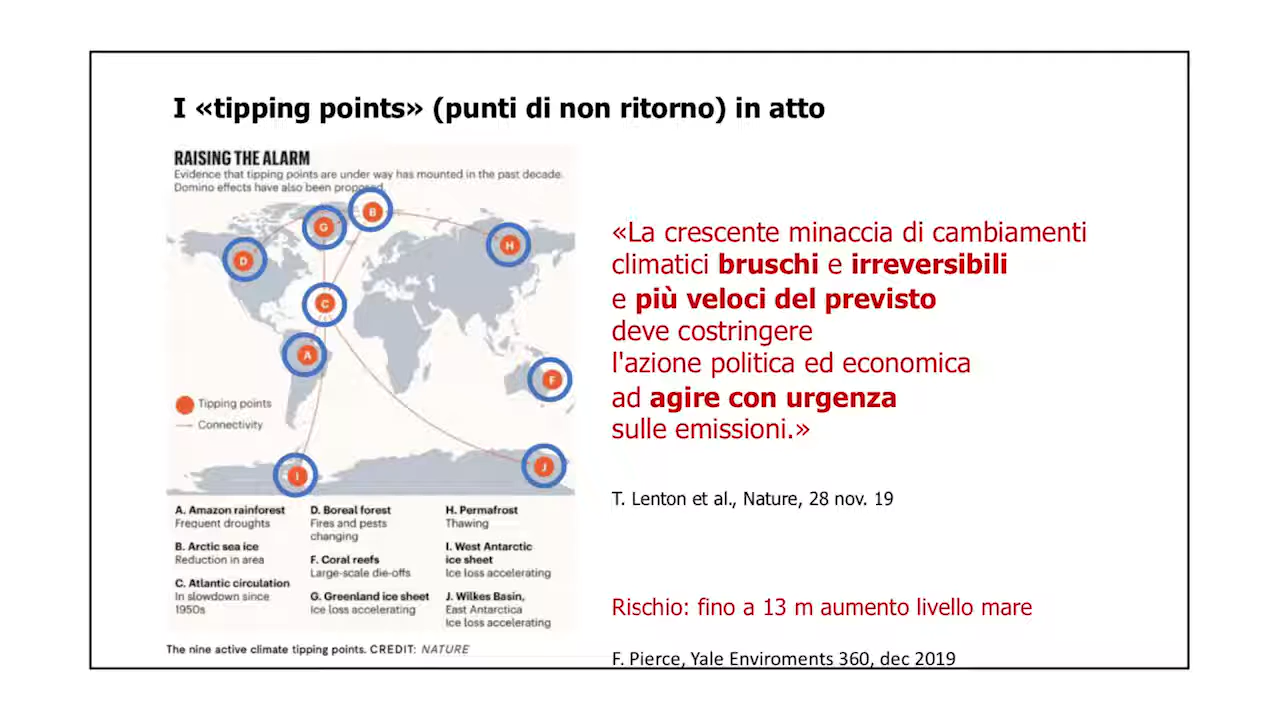 I «tipping points» (punti di non ritorno) in atto
RAISING THE ALARM
Evidence that tipping points are under way has mounted in the past decade.
Domino effects have also been proposed.
B
G
H
D
C
A
F
Tipping points
Connectivity
I
J
A. Amazon rainforest
Frequent droughts
B. Arctic sea ice
Reduction in area
C. Atlantic circulation
In slowdown since
1950s
D. Boreal forest
Fires and pests
changing
F. Coral reefs
Large-scale die-offs
G. Greenland ice sheet
Ice loss accelerating
H. Permafrost
Thawing
I. West Antarctic
ice sheet
Ice loss accelerating
J. Wilkes Basin,
East Antarctica
Ice loss accelerating
The nine active climate tipping points. CREDIT: NATURE
«La crescente minaccia di cambiamenti
climatici bruschi e irreversibili
e più veloci del previsto
deve costringere
l'azione politica ed economica
ad agire con urgenza
sulle emissioni.»
T. Lenton et al., Nature, 28 nov. 19
Rischio: fino a 13 m aumento livello mare
F. Pierce, Yale Enviroments 360, dec 2019